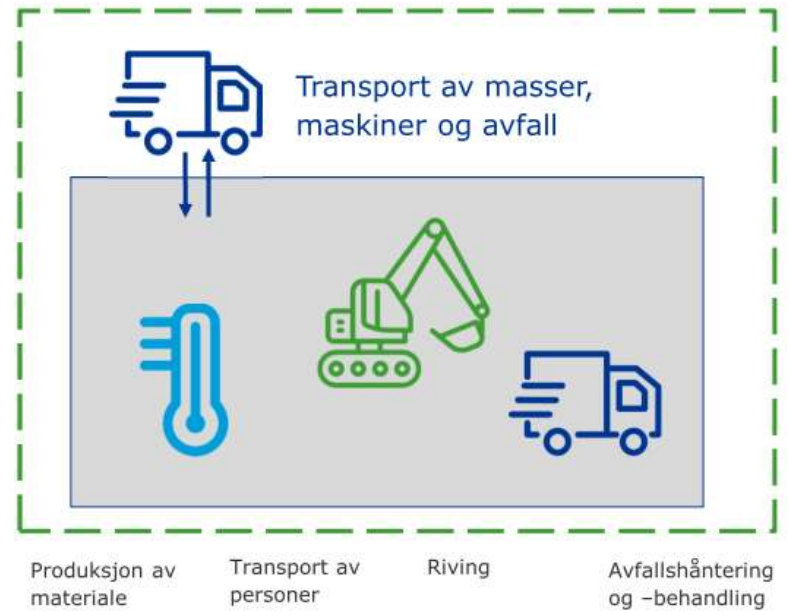 Transport av masser,
maskiner og avfall
Produksjon av
materiale
Transport av
personer
Riving
Avfallshåntering
og –behandling